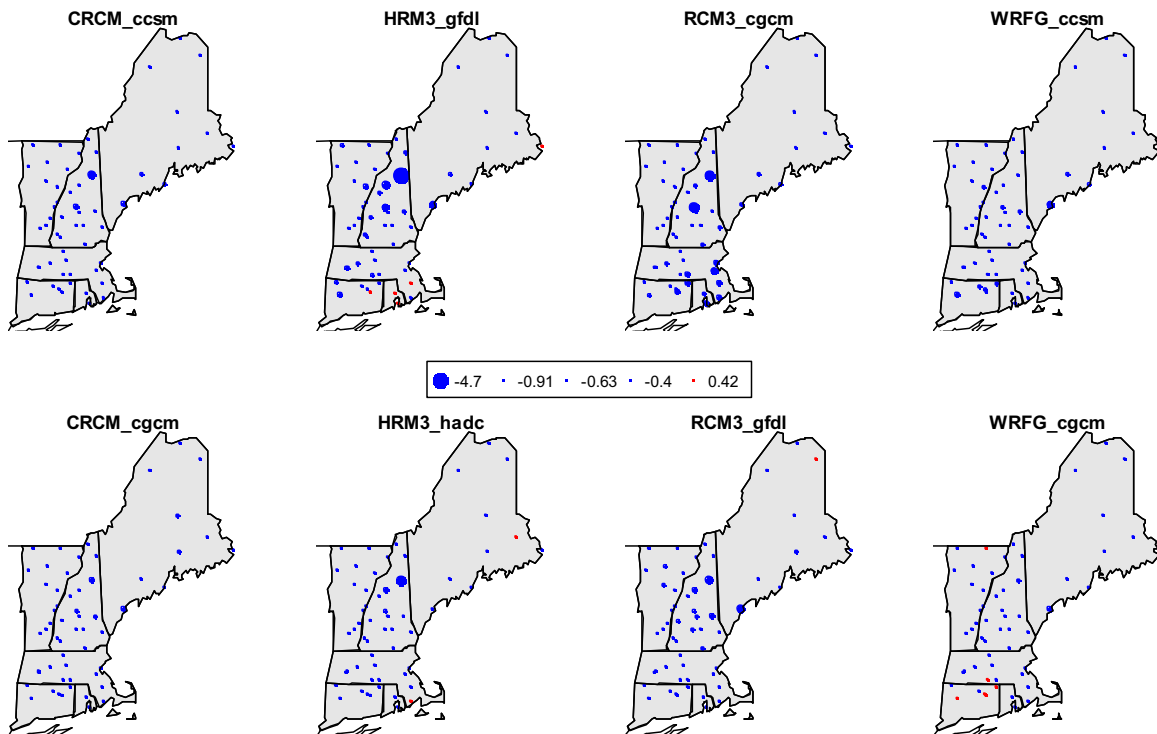 CRCM_ccsm HRM3_gfdl RCM3_cgcm WRFG_ccsm
-4.7 -0.91 -0.63 -0.4 0.42
CRCM_cgcm HRM3_hadc RCM3_gfdl WRFG_cgcm